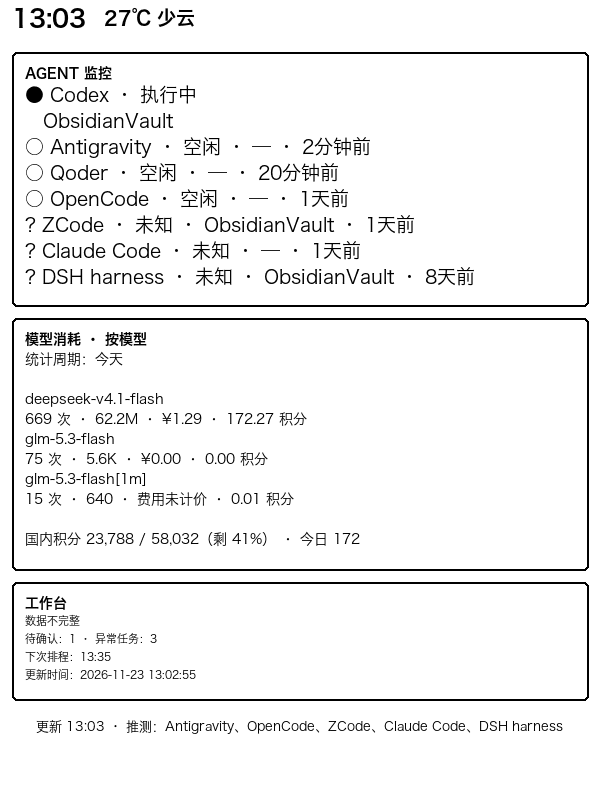 13:03 27℃ 少云
AGENT 监控
● Codex · 执行中
ObsidianVault
○ Antigravity · 空闲 · — · 2分钟前
○ Qoder · 空闲 · — · 20分钟前
○ OpenCode · 空闲 · — · 1天前
? ZCode · 未知 · ObsidianVault · 1天前
? Claude Code · 未知 · — · 1天前
? DSH harness · 未知 · ObsidianVault · 8天前
模型消耗 · 按模型
统计周期：今天
deepseek-v4.1-flash
669 次 · 62.2M · ¥1.29 · 172.27 积分
glm-5.3-flash
75 次 · 5.6K · ¥0.00 · 0.00 积分
glm-5.3-flash[1m]
15 次 · 640 · 费用未计价 · 0.01 积分
国内积分 23,788 / 58,032（剩 41%） · 今日 172
工作台
数据不完整
待确认：1 · 异常任务：3
下次排程：13:35
更新时间：2026-11-23 13:02:55
更新 13:03 · 推测：Antigravity、OpenCode、ZCode、Claude Code、DSH harness